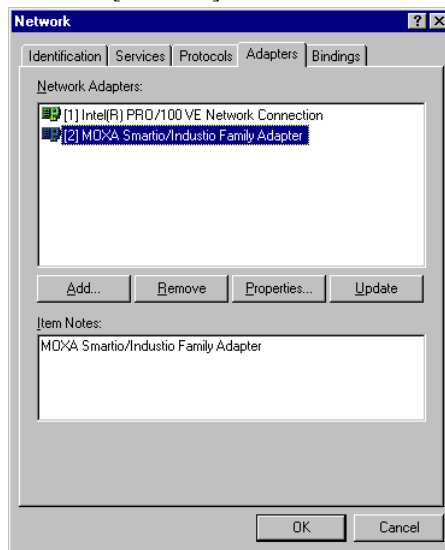 Network
Identification Services Protocols Adapters Bindings
Network Adapters:
[1] Intel(R) PRO/100 VE Network Connection
[2] MOXA Smartio/Industio Family Adapter
Add... Remove Properties... Update
Item Notes:
MOXA Smartio/Industio Family Adapter
OK Cancel